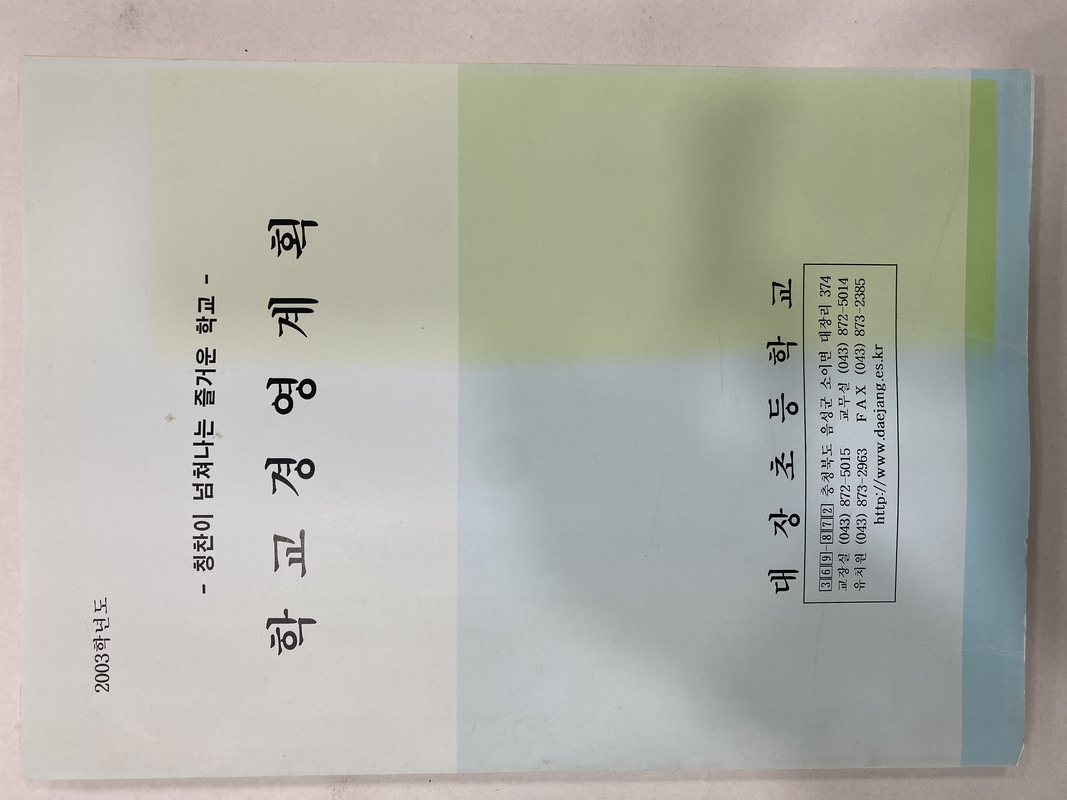 2003학년도
- 칭찬이 넘쳐나는 즐거운 학교 -
학 교 경 영 계 획
대 장 초 등 학 교
369-872 충청북도 음성군 소이면 대장리 374
교장실 (043) 872-5015 교무실 (043) 872-5014
유치원 (043) 873-2963 FAX (043) 873-2385
http://www.daejang.es.kr